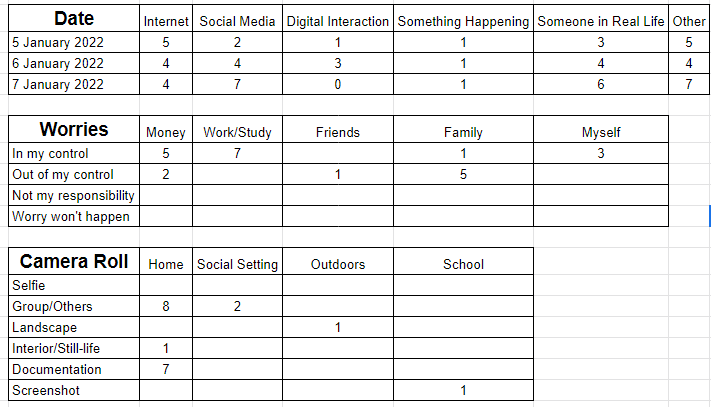 Date Internet Social Media Digital Interaction Something Happening Someone in Real Life Other
5 January 2022 5 2 1 1 3 5
6 January 2022 4 4 3 1 4 4
7 January 2022 4 7 0 1 6 7
Worries Money Work/Study Friends Family Myself
In my control 5 7 1 3
Out of my control 2 1 5
Not my responsibility
Worry won't happen
Camera Roll Home Social Setting Outdoors School
Selfie
Group/Others 8 2
Landscape 1
Interior/Still-life 1
Documentation 7
Screenshot 1